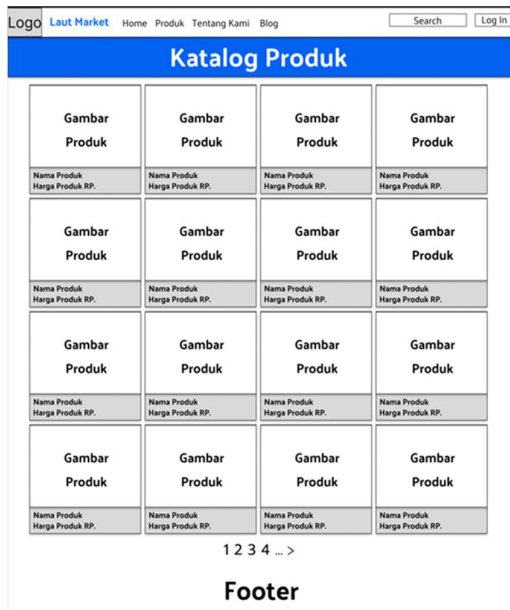 Logo Laut Market Home Produk Tentang Kami Blog Search Log In
Katalog Produk
Gambar Gambar Gambar Gambar
Produk Produk Produk Produk
Nama Produk Nama Produk Nama Produk Nama Produk
Harga Produk RP. Harga Produk RP. Harga Produk RP. Harga Produk RP.
Gambar Gambar Gambar Gambar
Produk Produk Produk Produk
Nama Produk Nama Produk Nama Produk Nama Produk
Harga Produk RP. Harga Produk RP. Harga Produk RP. Harga Produk RP.
Gambar Gambar Gambar Gambar
Produk Produk Produk Produk
Nama Produk Nama Produk Nama Produk Nama Produk
Harga Produk RP. Harga Produk RP. Harga Produk RP. Harga Produk RP.
Gambar Gambar Gambar Gambar
Produk Produk Produk Produk
Nama Produk Nama Produk Nama Produk Nama Produk
Harga Produk RP. Harga Produk RP. Harga Produk RP. Harga Produk RP.
1 2 3 4 ... >
Footer